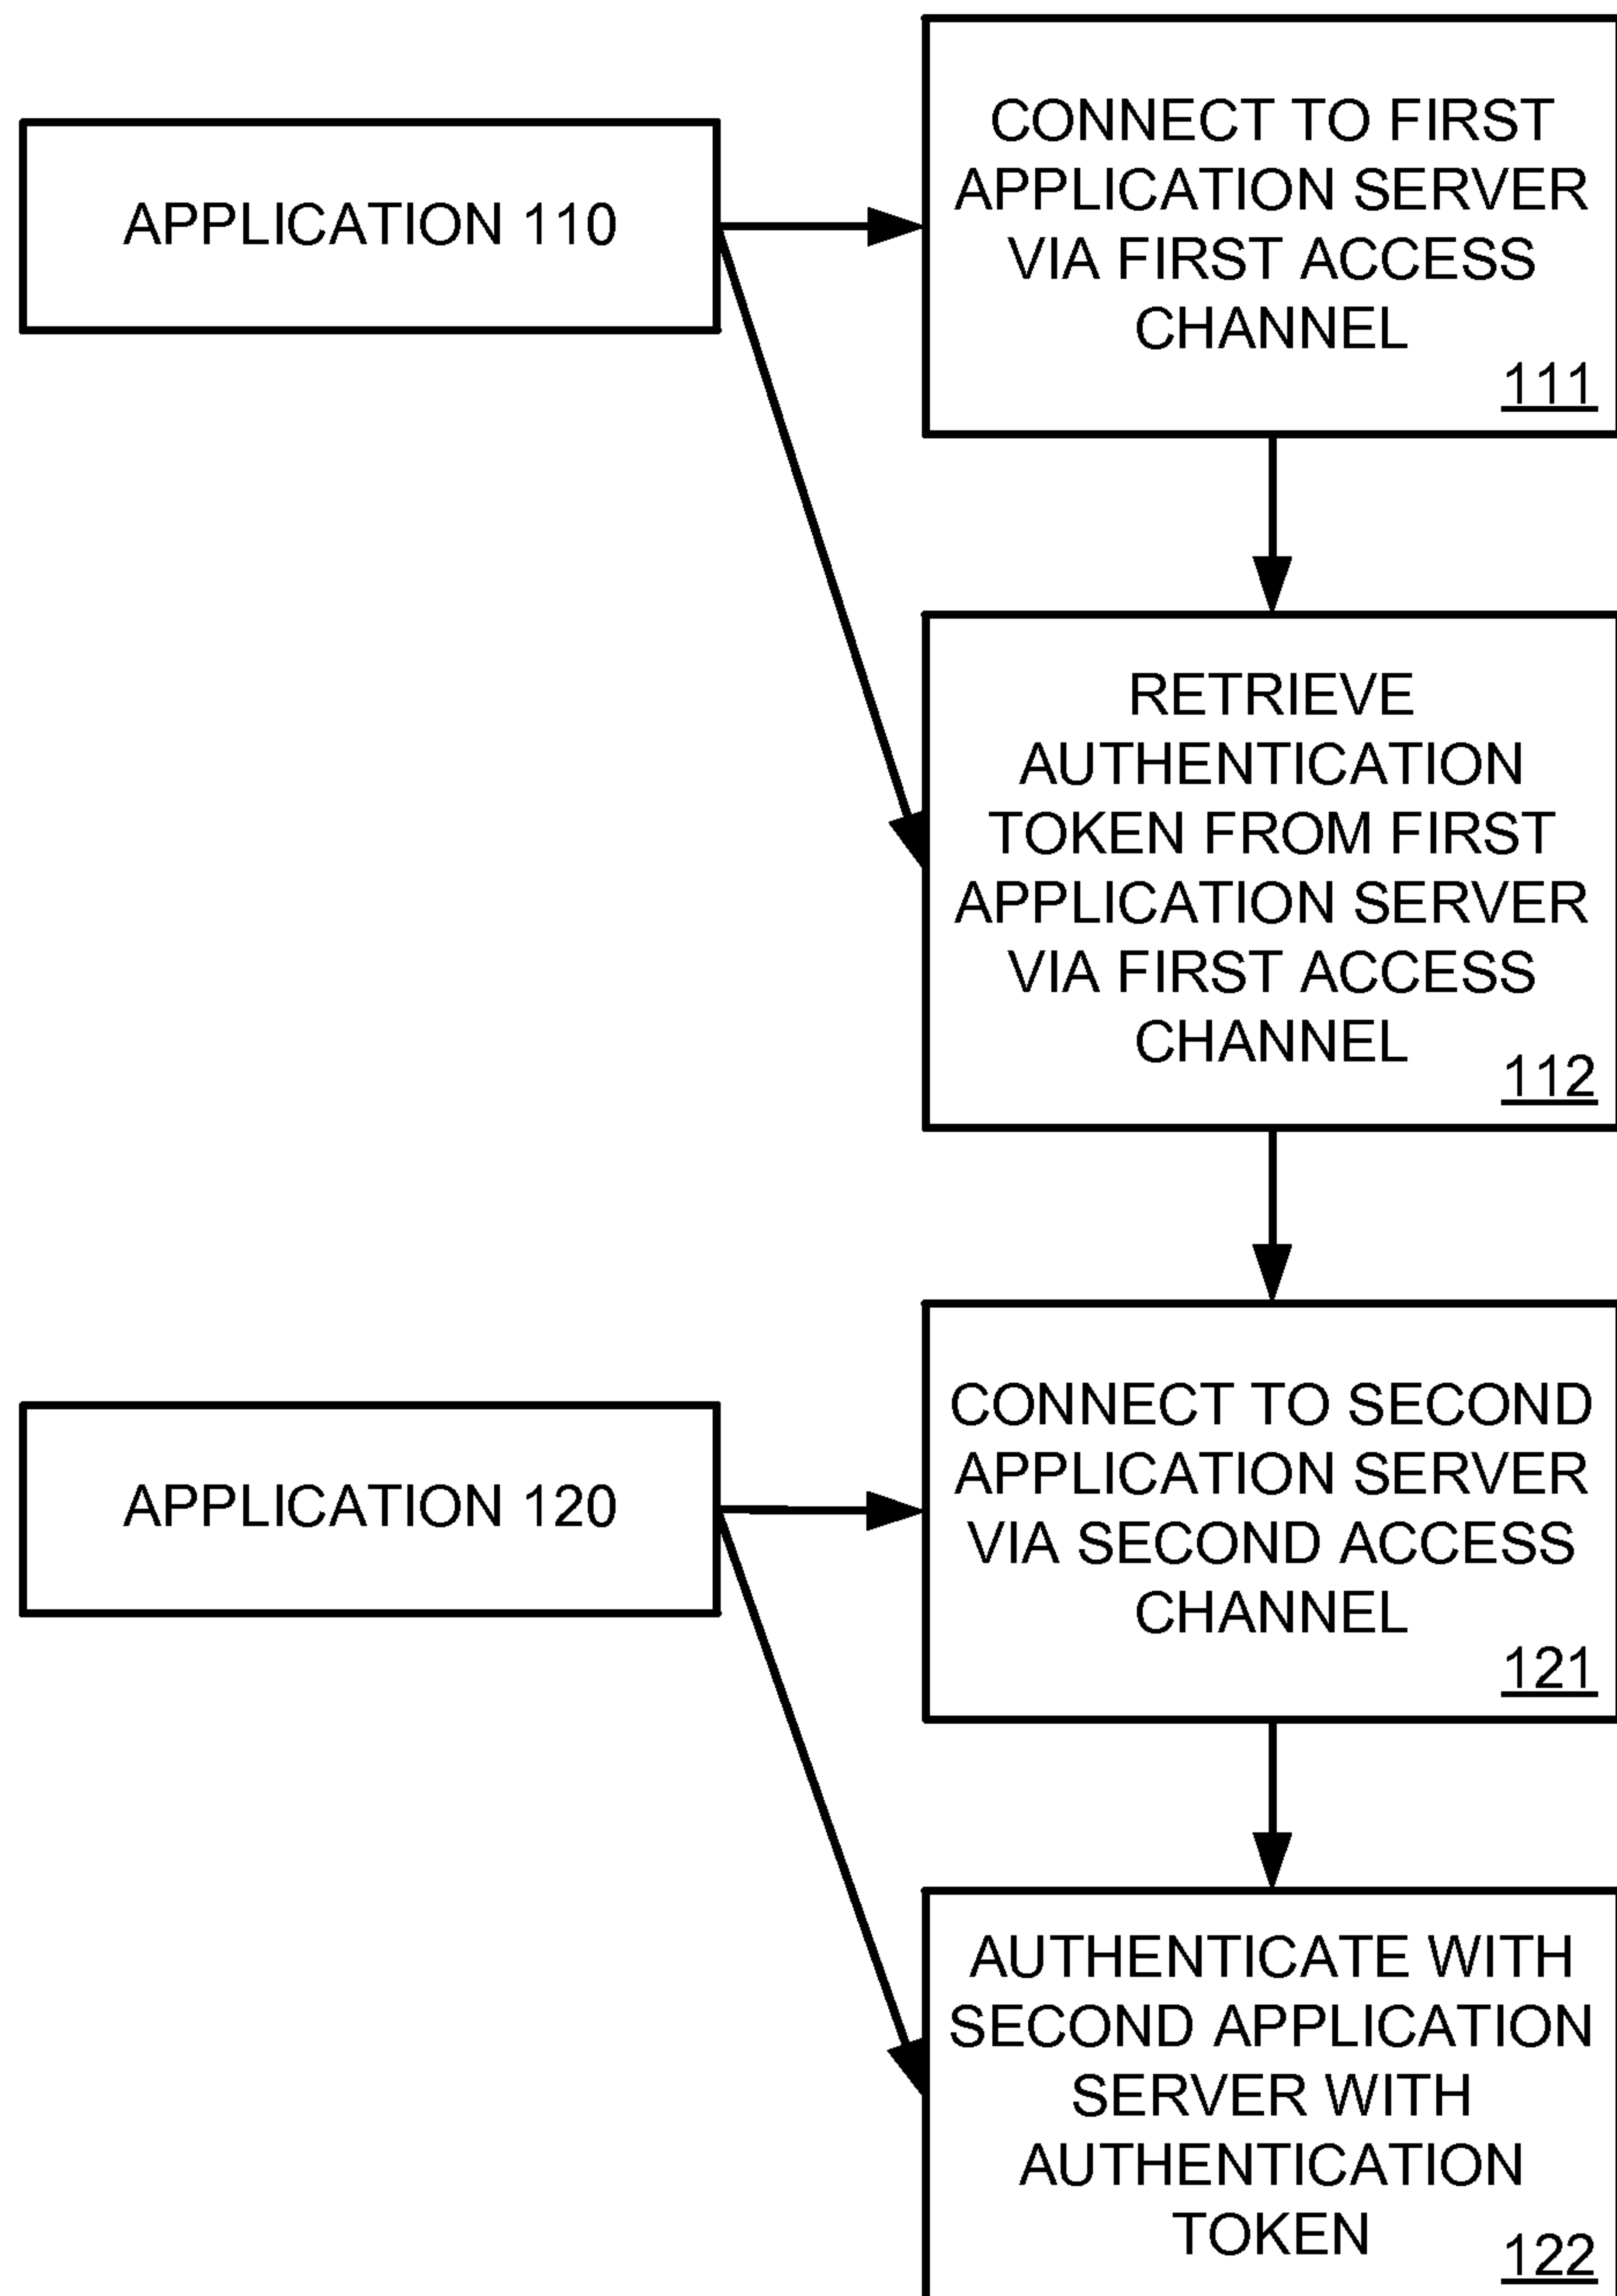 APPLICATION 110
CONNECT TO FIRST
APPLICATION SERVER
VIA FIRST ACCESS
CHANNEL
111
RETRIEVE
AUTHENTICATION
TOKEN FROM FIRST
APPLICATION SERVER
VIA FIRST ACCESS
CHANNEL
112
APPLICATION 120
CONNECT TO SECOND
APPLICATION SERVER
VIA SECOND ACCESS
CHANNEL
121
AUTHENTICATE WITH
SECOND APPLICATION
SERVER WITH
AUTHENTICATION
TOKEN
122